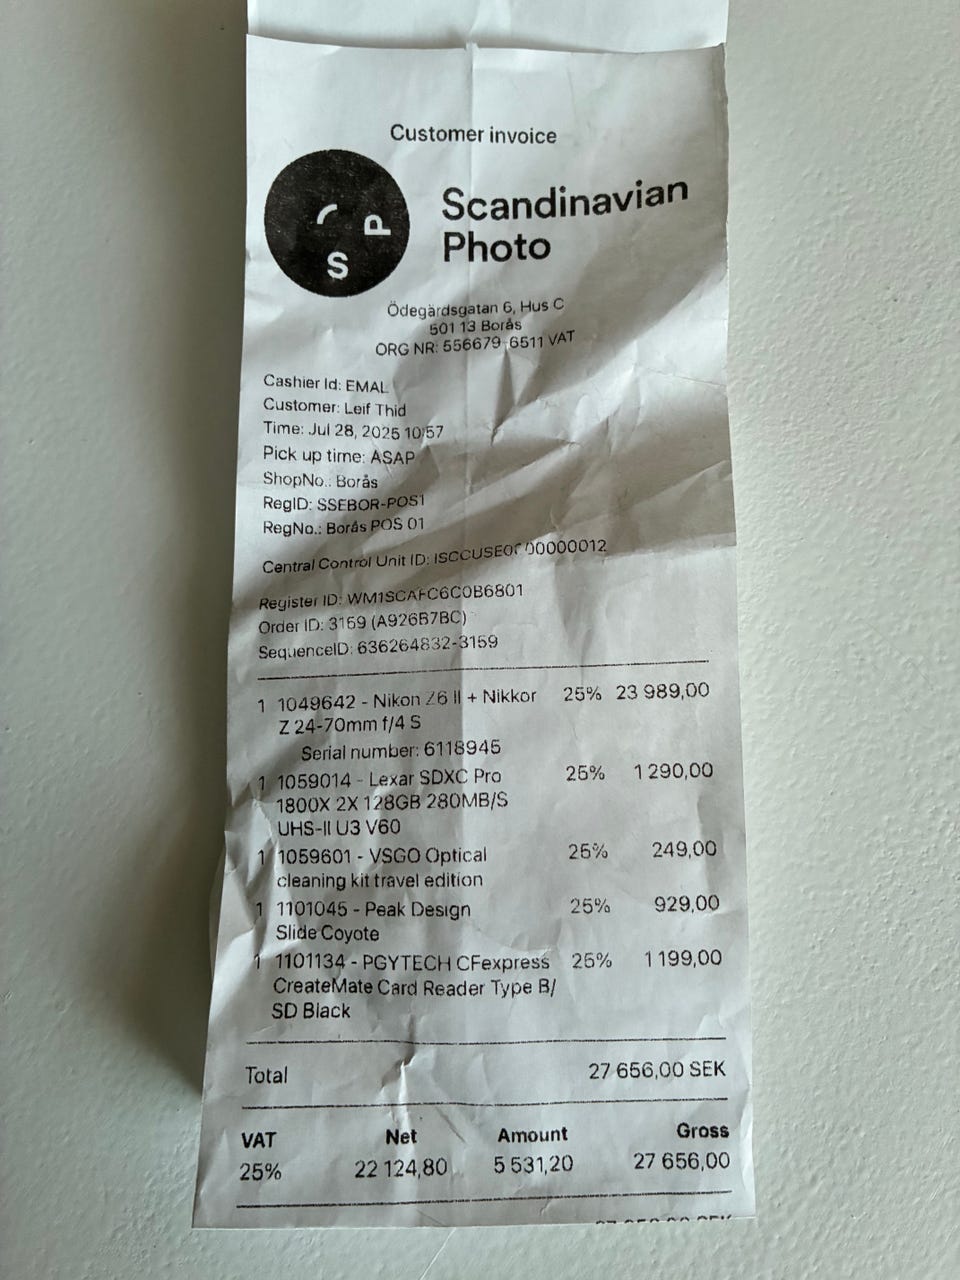 Customer invoice
S P
Scandinavian
Photo
Ödegärdsgatan 6, Hus C
501 13 Borås
ORG NR: 556679 6511 VAT
Cashier Id: EMAL
Customer: Leif Thid
Time: Jul 28, 2025 10:57
Pick up time: ASAP
ShopNo.: Borås
RegID: SSEBOR-POS1
RegNo.: Borås POS 01
Central Control Unit ID:
Register ID: WM1SCAFC6C0B6801
Order ID: 3159 (A926B7BC)
SequenceID: 636264832-3159
1 1049642 - Nikon Z6 II + Nikkor 25% 23 989,00
Z 24-70mm f/4 S
Serial number: 6118945
1 1059014 - Lexar SDXC Pro 25% 1 290,00
1800X 2X 128GB 280MB/S
UHS-II U3 V60
1 1059601 - VSGO Optical 25% 249,00
cleaning kit travel edition
1 1101045 - Peak Design 25% 929,00
Slide Coyote
1 1101134 - PGYTECH CFexpress 25% 1 199,00
CreateMate Card Reader Type B/
SD Black
Total 27 656,00 SEK
VAT Net Amount Gross
25% 22 124,80 5 531,20 27 656,00